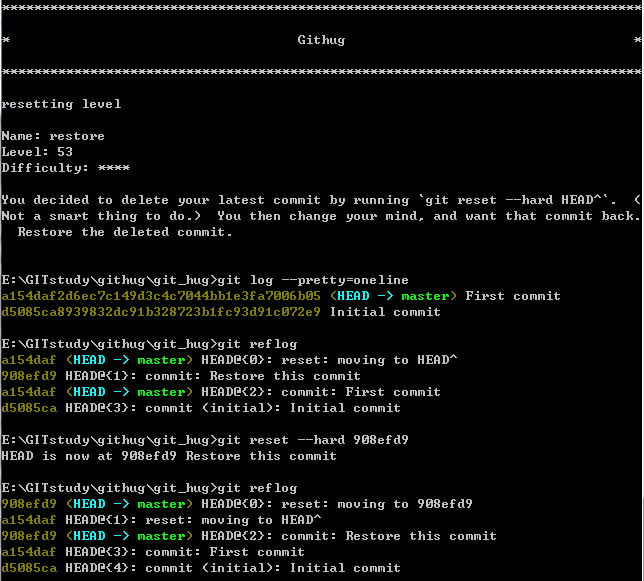 ********************************************************************************
* Githug *
********************************************************************************
resetting level
Name: restore
Level: 53
Difficulty: ****
You decided to delete your latest commit by running `git reset --hard HEAD^`.  (
Not a smart thing to do.)  You then change your mind, and want that commit back.
  Restore the deleted commit.
E:\GITstudy\githug\git_hug>git log --pretty=oneline
a154daf2d6ec7c149d3c4c7044bb1e3fa7006b05 (HEAD -> master) First commit
d5085ca8939832dc91b328723b1fc93d91c072e9 Initial commit
E:\GITstudy\githug\git_hug>git reflog
a154daf (HEAD -> master) HEAD@{0}: reset: moving to HEAD^
908efd9 HEAD@{1}: commit: Restore this commit
a154daf (HEAD -> master) HEAD@{2}: commit: First commit
d5085ca HEAD@{3}: commit (initial): Initial commit
E:\GITstudy\githug\git_hug>git reset --hard 908efd9
HEAD is now at 908efd9 Restore this commit
E:\GITstudy\githug\git_hug>git reflog
908efd9 (HEAD -> master) HEAD@{0}: reset: moving to 908efd9
a154daf HEAD@{1}: reset: moving to HEAD^
908efd9 (HEAD -> master) HEAD@{2}: commit: Restore this commit
a154daf HEAD@{3}: commit: First commit
d5085ca HEAD@{4}: commit (initial): Initial commit